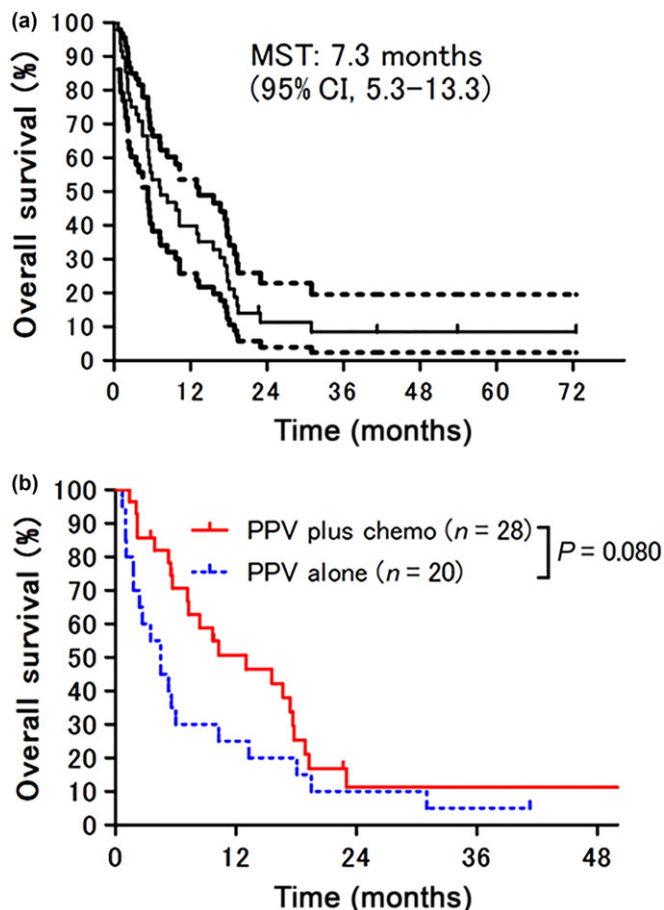 (a)
Overall survival (%)
100
90
80
70
60
50
40
30
20
10
0
MST: 7.3 months
(95% CI, 5.3–13.3)
0 12 24 36 48 60 72
Time (months)
(b)
Overall survival (%)
100
90
80
70
60
50
40
30
20
10
0
PPV plus chemo (n = 28)
PPV alone (n = 20)
P = 0.080
0 12 24 36 48
Time (months)